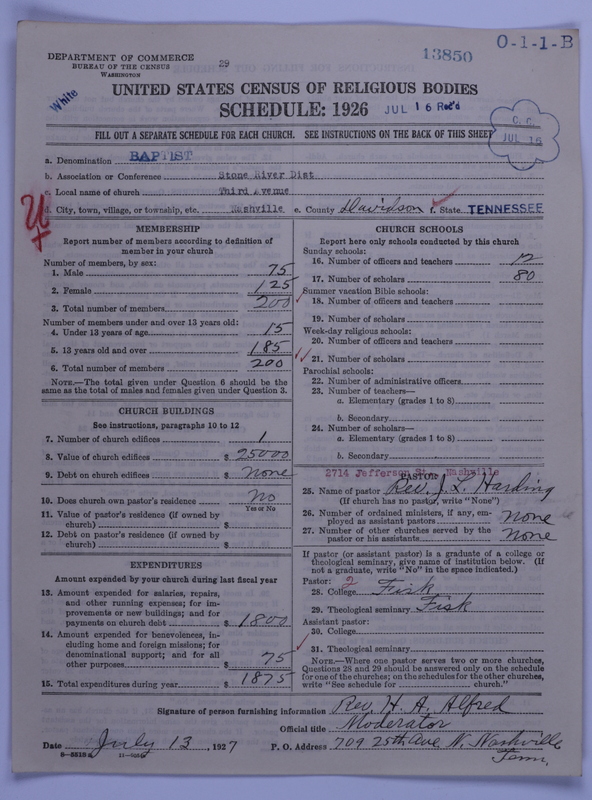 O-1-1-B
13850
DEPARTMENT OF COMMERCE
BUREAU OF THE CENSUS
WASHINGTON
29
White
UNITED STATES CENSUS OF RELIGIOUS BODIES
SCHEDULE: 1926
JUL 16 Rec'd
C. C.
JUL 16
FILL OUT A SEPARATE SCHEDULE FOR EACH CHURCH. SEE INSTRUCTIONS ON THE BACK OF THIS SHEET
a. Denomination BAPTIST
b. Association or Conference Stone River Dist
c. Local name of church Third Avenue
d. City, town, village, or township, etc. Nashville e. County Davidson f. State TENNESSEE
MEMBERSHIP
Report number of members according to definition of
member in your church
Number of members, by sex:
1. Male 75
2. Female 125
3. Total number of members 200
Number of members under and over 13 years old:
4. Under 13 years of age 15
5. 13 years old and over 185
6. Total number of members 200
NOTE.—The total given under Question 6 should be the
same as the total of males and females given under Question 3.
CHURCH BUILDINGS
See instructions, paragraphs 10 to 12
7. Number of church edifices 1
8. Value of church edifices $ 25000
9. Debt on church edifices $ None
10. Does church own pastor's residence No
Yes or No
11. Value of pastor's residence (if owned by
church) $
12. Debt on pastor's residence (if owned by
church) $
EXPENDITURES
Amount expended by your church during last fiscal year
13. Amount expended for salaries, repairs,
and other running expenses; for im-
provements or new buildings; and for
payments on church debt $ 1800
14. Amount expended for benevolences, in-
cluding home and foreign missions; for
denominational support; and for all
other purposes $ 75
15. Total expenditures during year $ 1875
CHURCH SCHOOLS
Report here only schools conducted by this church
Sunday schools:
16. Number of officers and teachers 12
17. Number of scholars 80
Summer vacation Bible schools:
18. Number of officers and teachers
19. Number of scholars
Week-day religious schools:
20. Number of officers and teachers
21. Number of scholars
Parochial schools:
22. Number of administrative officers
23. Number of teachers—
a. Elementary (grades 1 to 8)
b. Secondary
24. Number of scholars—
a. Elementary (grades 1 to 8)
b. Secondary
2714 Jefferson St. Nashville
PASTOR
25. Name of pastor Rev. J. L. Harding
(If church has no pastor, write "None")
26. Number of ordained ministers, if any, em-
ployed as assistant pastors None
27. Number of other churches served by the
pastor or his assistants None
If pastor (or assistant pastor) is a graduate of a college or
theological seminary, give name of institution below. (If
not a graduate, write "No" in the space indicated.)
Pastor: 2
28. College Fisk
29. Theological seminary Fisk
Assistant pastor:
30. College
31. Theological seminary
NOTE.—Where one pastor serves two or more churches,
Questions 28 and 29 should be answered only on the schedule
for one of the churches; on the schedules for the other churches,
write "See schedule for church."
Signature of person furnishing information Rev. H. A. Alfred
Official title Moderator
Date July 13, 1927 P. O. Address 709 25th Ave N. Nashville
Tenn.